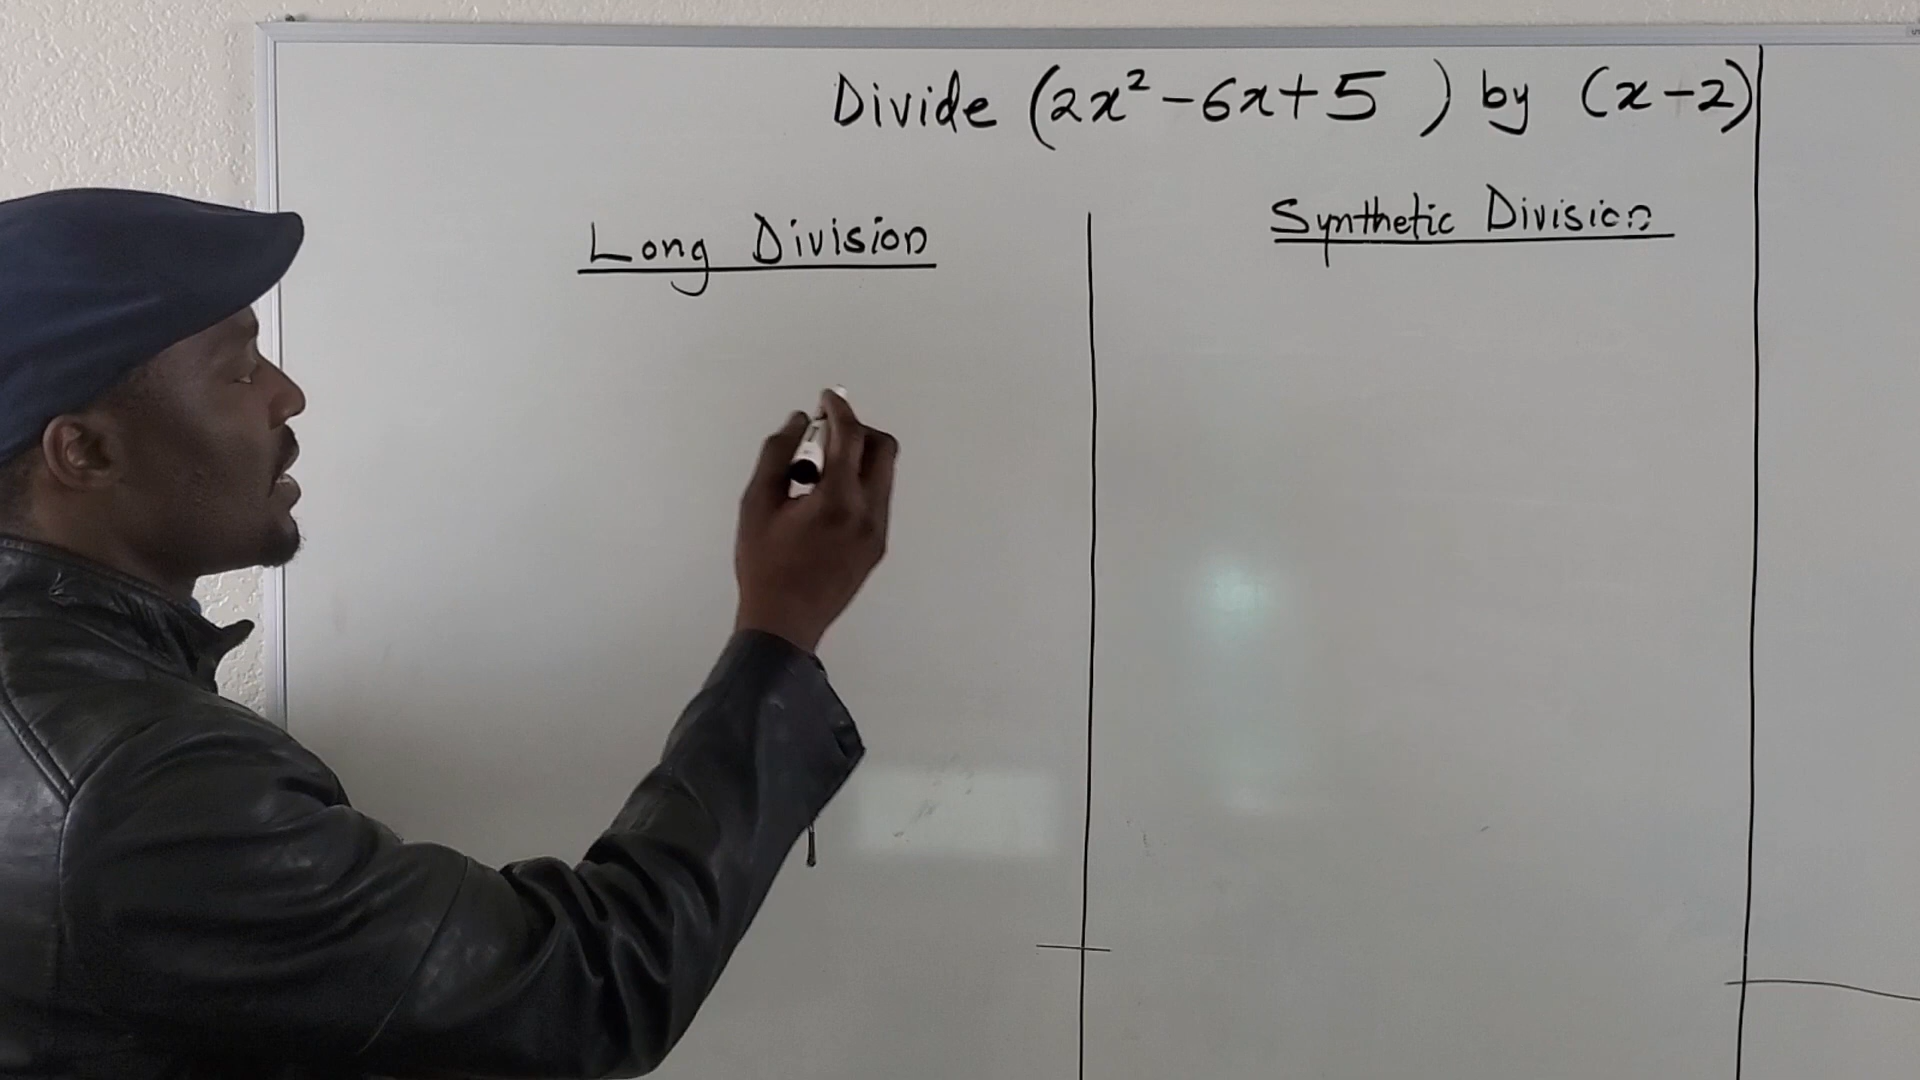 Divide (2x² - 6x + 5 ) by (x - 2)
Long Division
Synthetic Division